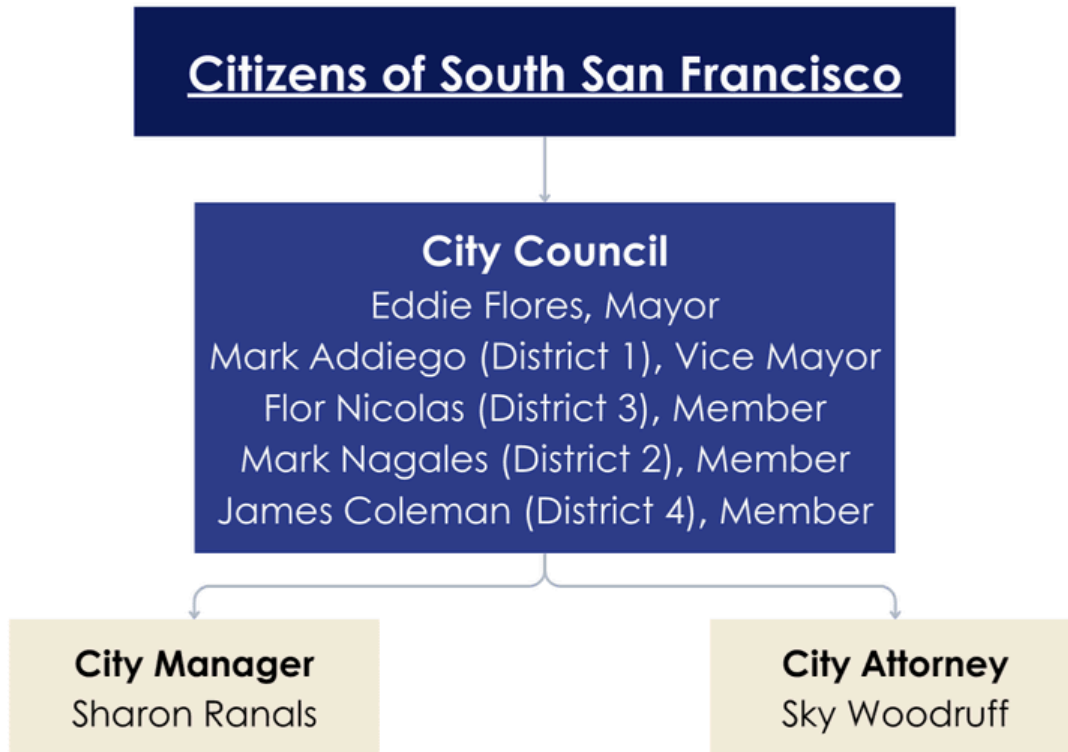 Citizens of South San Francisco
City Council
Eddie Flores, Mayor
Mark Addiego (District 1), Vice Mayor
Flor Nicolas (District 3), Member
Mark Nagales (District 2), Member
James Coleman (District 4), Member
City Manager
Sharon Ranals
City Attorney
Sky Woodruff